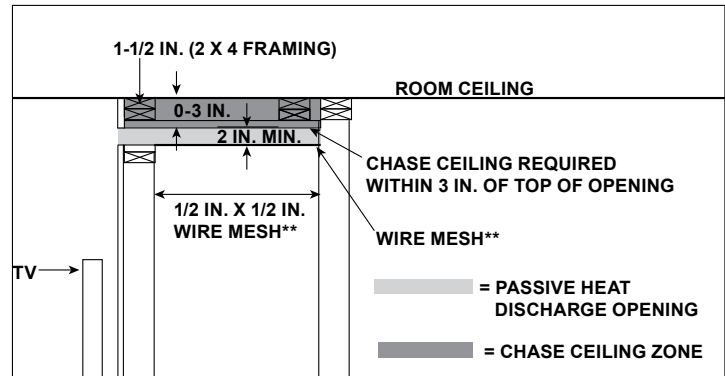 1-1/2 IN. (2 X 4 FRAMING)
ROOM CEILING
0-3 IN.
2 IN. MIN.
CHASE CEILING REQUIRED
WITHIN 3 IN. OF TOP OF OPENING
1/2 IN. X 1/2 IN.
WIRE MESH**
WIRE MESH**
TV
= PASSIVE HEAT
DISCHARGE OPENING
= CHASE CEILING ZONE